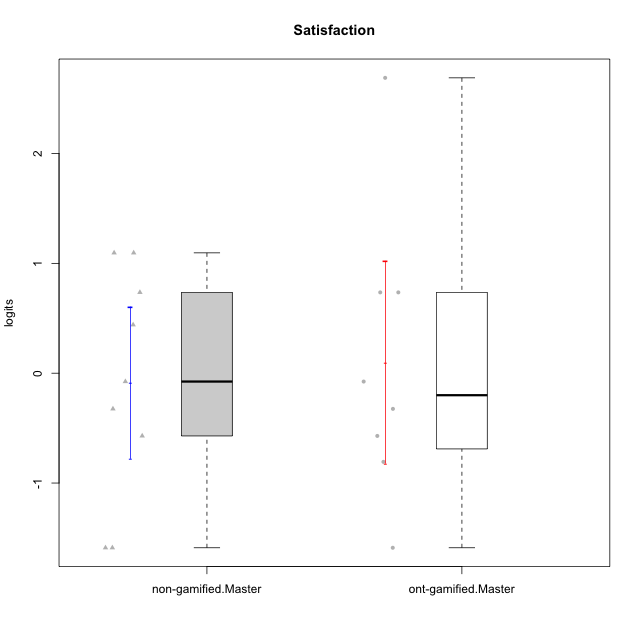 Satisfaction
logits
2
1
0
-1
non-gamified.Master
ont-gamified.Master